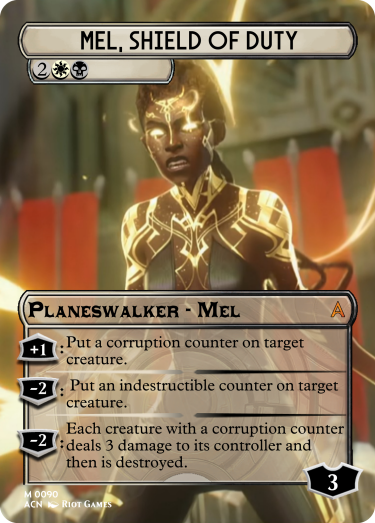 MEL, SHIELD OF DUTY
2
PLANESWALKER - MEL
+1 : Put a corruption counter on target
creature.
-2 : Put an indestructible counter on target
creature.
-2 : Each creature with a corruption counter
deals 3 damage to its controller and
then is destroyed.
3
M 0090
ACN RIOT GAMES